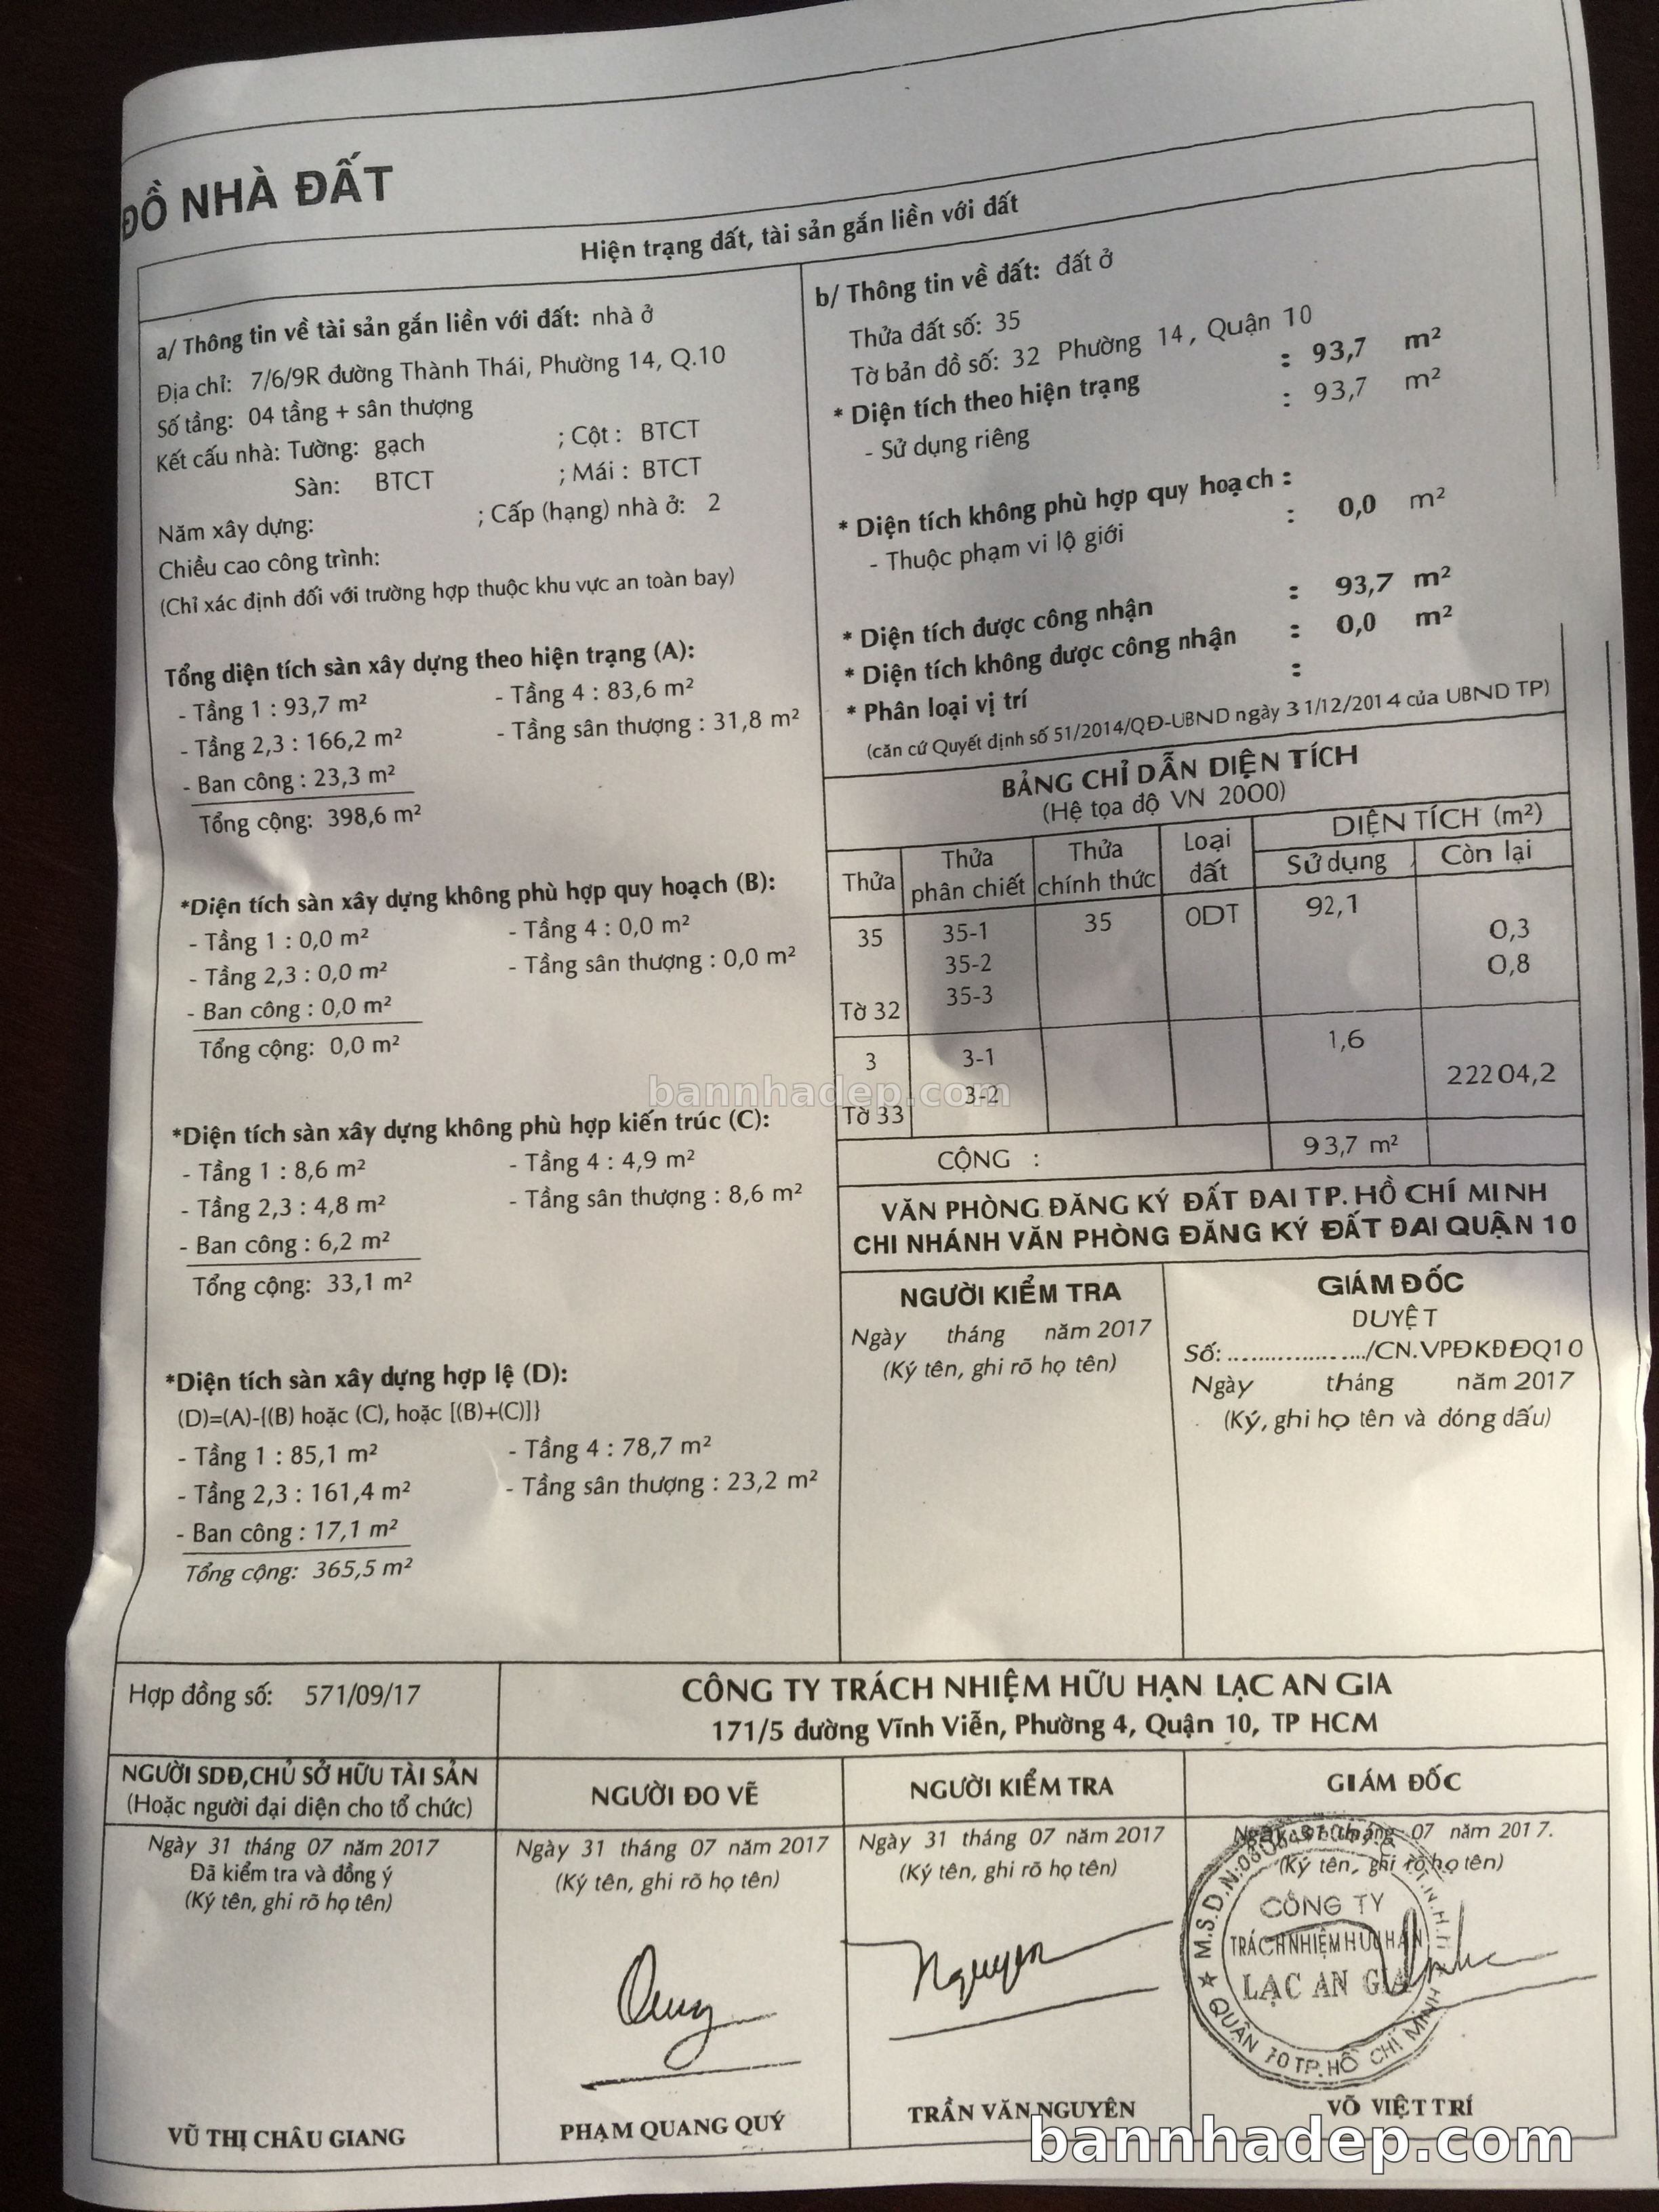 ĐỒ NHÀ ĐẤT
Hiện trạng đất, tài sản gắn liền với đất
a/ Thông tin về tài sản gắn liền với đất: nhà ở
Địa chỉ: 7/6/9R đường Thành Thái, Phường 14, Q.10
Số tầng: 04 tầng + sân thượng
Kết cấu nhà: Tường: gạch ; Cột : BTCT
Sàn: BTCT ; Mái : BTCT
Năm xây dựng: ; Cấp (hạng) nhà ở: 2
Chiều cao công trình:
(Chỉ xác định đối với trường hợp thuộc khu vực an toàn bay)
Tổng diện tích sàn xây dựng theo hiện trạng (A):
- Tầng 1 : 93,7 m² - Tầng 4 : 83,6 m²
- Tầng 2,3 : 166,2 m² - Tầng sân thượng : 31,8 m²
- Ban công : 23,3 m²
Tổng cộng: 398,6 m²
*Diện tích sàn xây dựng không phù hợp quy hoạch (B):
- Tầng 1 : 0,0 m² - Tầng 4 : 0,0 m²
- Tầng 2,3 : 0,0 m² - Tầng sân thượng : 0,0 m²
- Ban công : 0,0 m²
Tổng cộng: 0,0 m²
*Diện tích sàn xây dựng không phù hợp kiến trúc (C):
- Tầng 1 : 8,6 m² - Tầng 4 : 4,9 m²
- Tầng 2,3 : 4,8 m² - Tầng sân thượng : 8,6 m²
- Ban công : 6,2 m²
Tổng cộng: 33,1 m²
*Diện tích sàn xây dựng hợp lệ (D):
(D)=(A)-{(B) hoặc (C), hoặc [(B)+(C)]}
- Tầng 1 : 85,1 m² - Tầng 4 : 78,7 m²
- Tầng 2,3 : 161,4 m² - Tầng sân thượng : 23,2 m²
- Ban công : 17,1 m²
Tổng cộng: 365,5 m²
b/ Thông tin về đất: đất ở
Thửa đất số: 35
Tờ bản đồ số: 32 Phường 14, Quận 10
* Diện tích theo hiện trạng : 93,7 m²
- Sử dụng riêng : 93,7 m²
* Diện tích không phù hợp quy hoạch :
- Thuộc phạm vi lộ giới : 0,0 m²
* Diện tích được công nhận : 93,7 m²
* Diện tích không được công nhận : 0,0 m²
* Phân loại vị trí :
(căn cứ Quyết định số 51/2014/QĐ-UBND ngày 31/12/2014 của UBND TP)
BẢNG CHỈ DẪN DIỆN TÍCH
(Hệ tọa độ VN 2000)
Thửa Thửa phân chiết Thửa chính thức Loại đất DIỆN TÍCH (m²)
Sử dụng Còn lại
35 35-1 35 ODT 92,1
35-2 0,3
35-3 0,8
Tờ 32
3 3-1 1,6
3-2 22204,2
Tờ 33
CỘNG : 93,7 m²
VĂN PHÒNG ĐĂNG KÝ ĐẤT ĐAI TP. HỒ CHÍ MINH
CHI NHÁNH VĂN PHÒNG ĐĂNG KÝ ĐẤT ĐAI QUẬN 10
NGƯỜI KIỂM TRA
Ngày tháng năm 2017
(Ký tên, ghi rõ họ tên)
GIÁM ĐỐC
DUYỆT
Số: ..................../CN.VPĐKĐĐQ10
Ngày tháng năm 2017
(Ký, ghi họ tên và đóng dấu)
Hợp đồng số: 571/09/17
CÔNG TY TRÁCH NHIỆM HỮU HẠN LẠC AN GIA
171/5 đường Vĩnh Viễn, Phường 4, Quận 10, TP HCM
NGƯỜI SDĐ,CHỦ SỞ HỮU TÀI SẢN
(Hoặc người đại diện cho tổ chức)
Ngày 31 tháng 07 năm 2017
Đã kiểm tra và đồng ý
(Ký tên, ghi rõ họ tên)
VŨ THỊ CHÂU GIANG
NGƯỜI ĐO VẼ
Ngày 31 tháng 07 năm 2017
(Ký tên, ghi rõ họ tên)
Quy
PHẠM QUANG QUÝ
NGƯỜI KIỂM TRA
Ngày 31 tháng 07 năm 2017
(Ký tên, ghi rõ họ tên)
Nguyen
TRẦN VĂN NGUYÊN
GIÁM ĐỐC
Ngày 31 tháng 07 năm 2017.
(Ký tên, ghi rõ họ tên)
CÔNG TY
TRÁCH NHIỆM HỮU HẠN
LẠC AN GIA
QUẬN 10 TP. HỒ CHÍ MINH
VÕ VIỆT TRÍ
bannhadep.com
bannhadep.com